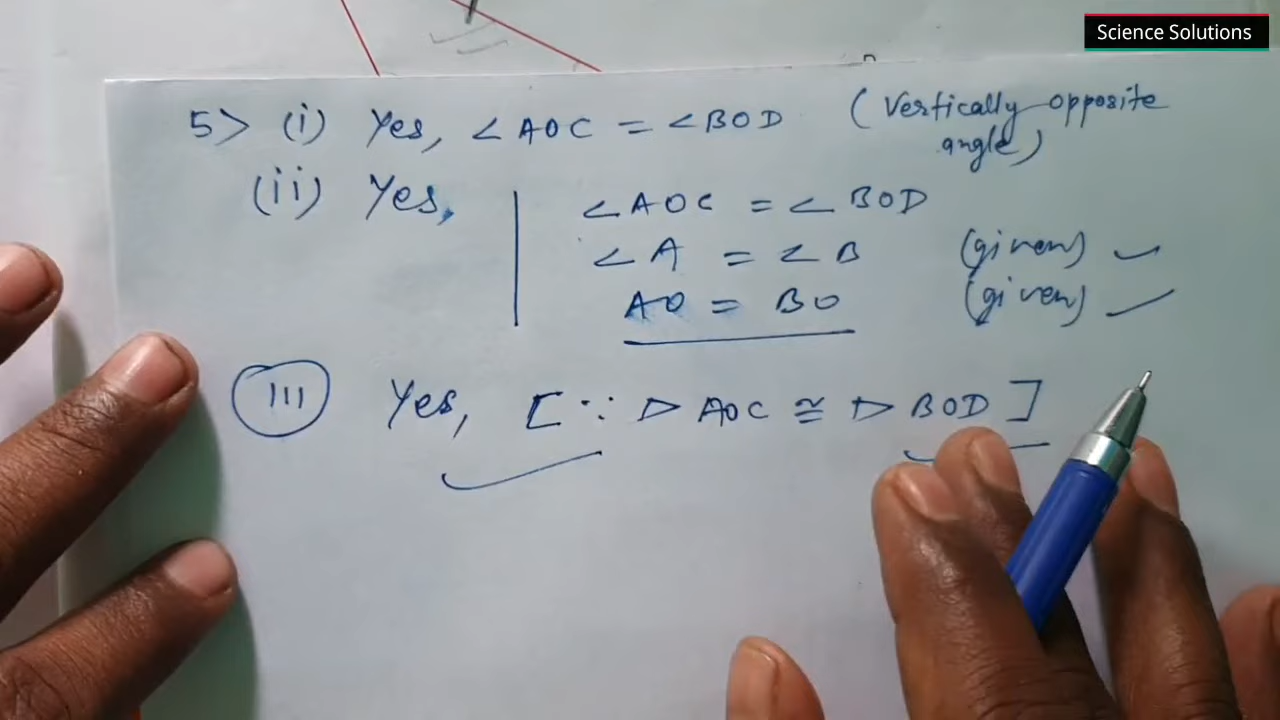 Science Solutions
5> (i) Yes, ∠AOC = ∠BOD (Vertically opposite
angle)
(ii) Yes, ∠AOC = ∠BOD
∠A = ∠B (given)
AO = BO (given)
III Yes, [∵ ▷ AOC ≅ ▷ BOD]